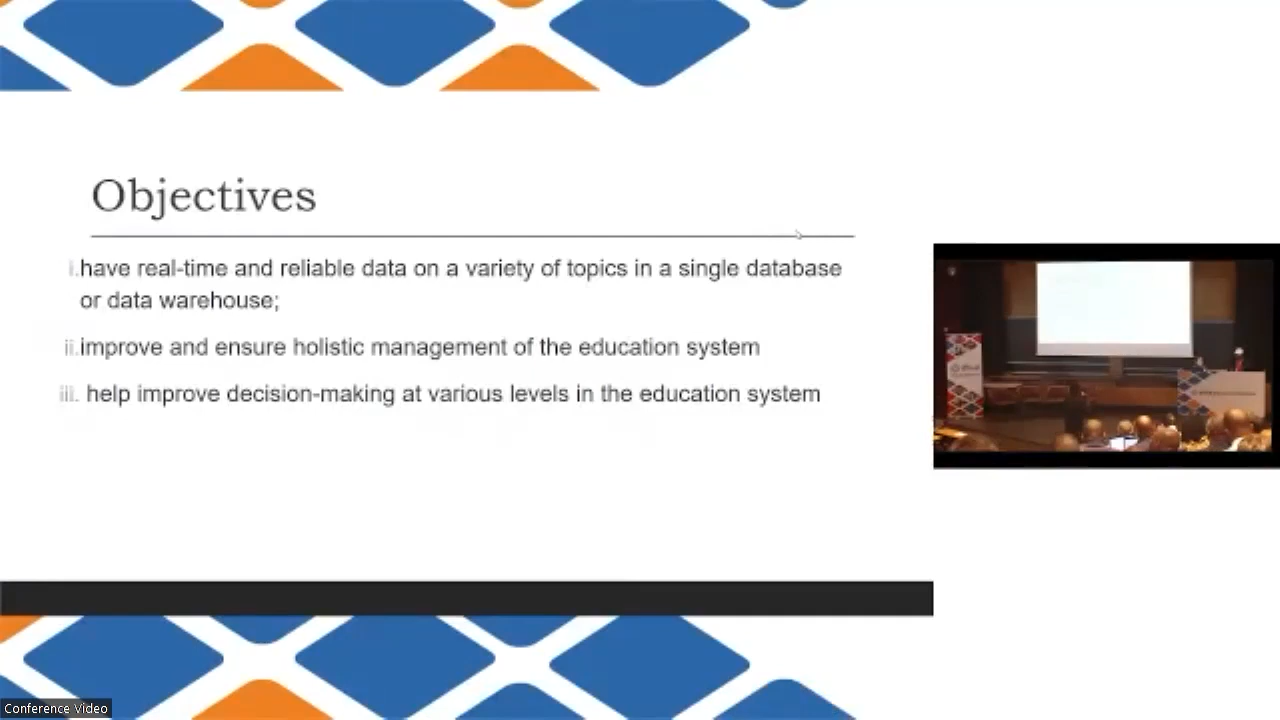 Objectives
i.have real-time and reliable data on a variety of topics in a single database
or data warehouse;
ii.improve and ensure holistic management of the education system
iii. help improve decision-making at various levels in the education system
Conference Video